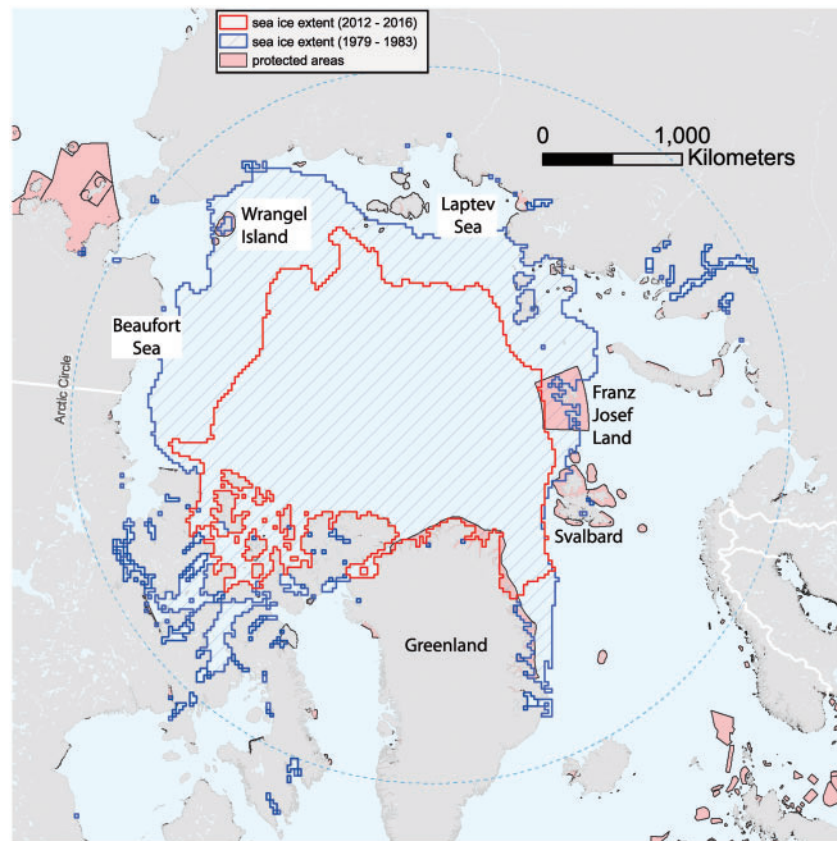 sea ice extent (2012 - 2016)
sea ice extent (1979 - 1983)
protected areas
0 1,000
Kilometers
Wrangel
Island
Laptev
Sea
Beaufort
Sea
Arctic Circle
Franz
Josef
Land
Svalbard
Greenland